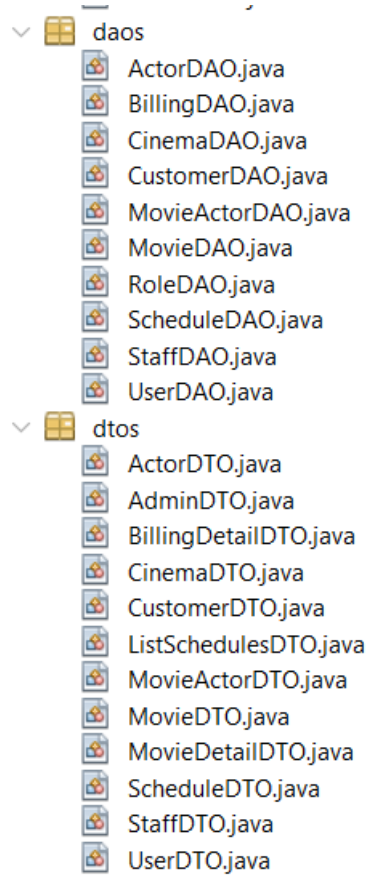 daos
ActorDAO.java
BillingDAO.java
CinemaDAO.java
CustomerDAO.java
MovieActorDAO.java
MovieDAO.java
RoleDAO.java
ScheduleDAO.java
StaffDAO.java
UserDAO.java
dtos
ActorDTO.java
AdminDTO.java
BillingDetailDTO.java
CinemaDTO.java
CustomerDTO.java
ListSchedulesDTO.java
MovieActorDTO.java
MovieDTO.java
MovieDetailDTO.java
ScheduleDTO.java
StaffDTO.java
UserDTO.java